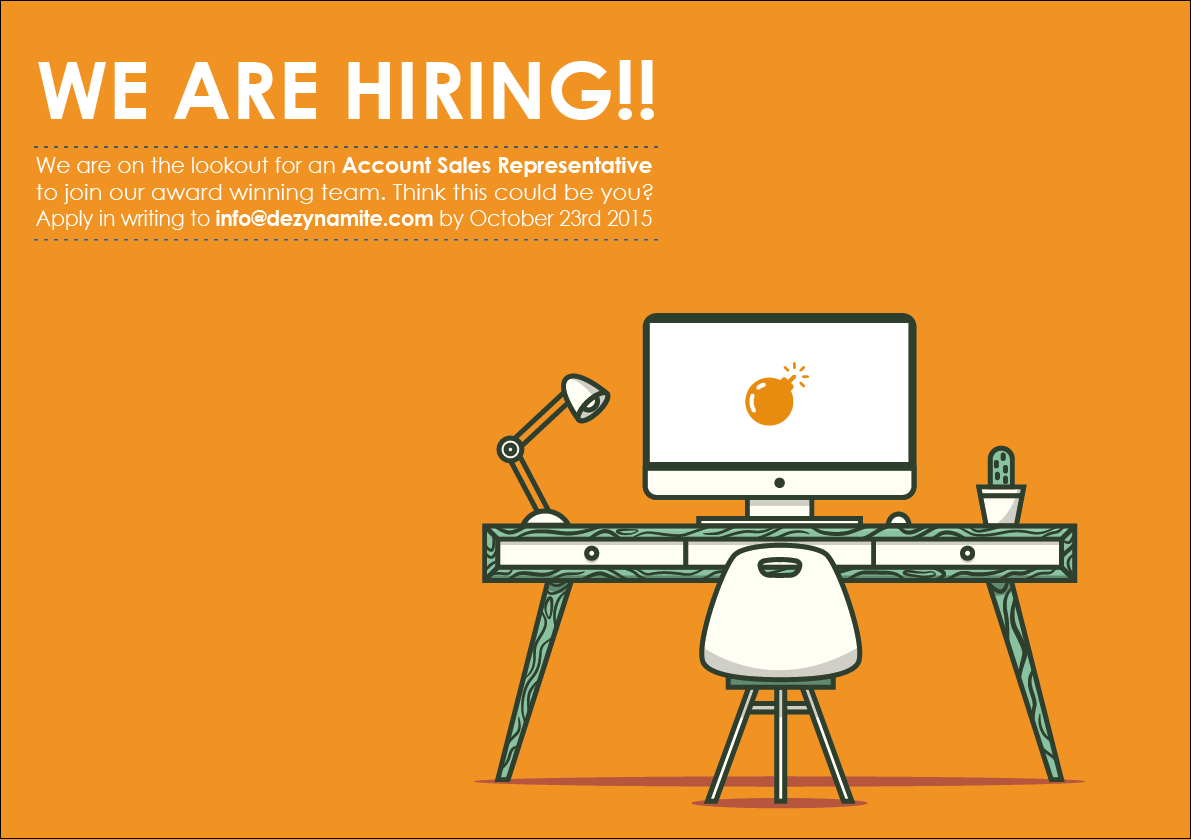 WE ARE HIRING!!
We are on the lookout for an Account Sales Representative
to join our award winning team. Think this could be you?
Apply in writing to info@dezynamite.com by October 23rd 2015